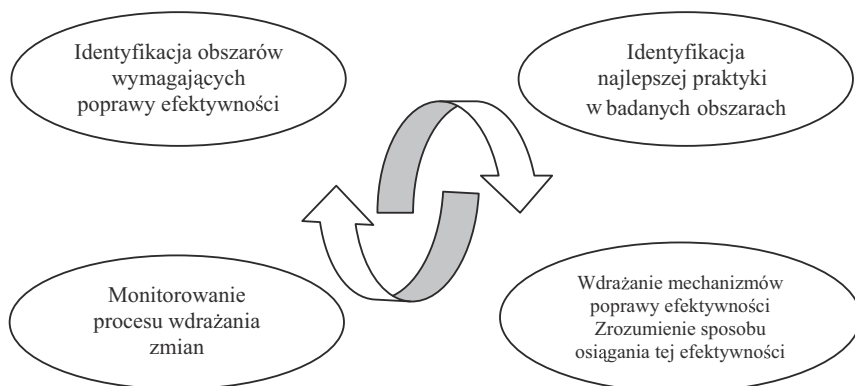 Identyfikacja obszarów
wymagających
poprawy efektywności
Identyfikacja
najlepszej praktyki
w badanych obszarach
Monitorowanie
procesu wdrażania
zmian
Wdrażanie mechanizmów
poprawy efektywności
Zrozumienie sposobu
osiągania tej efektywności